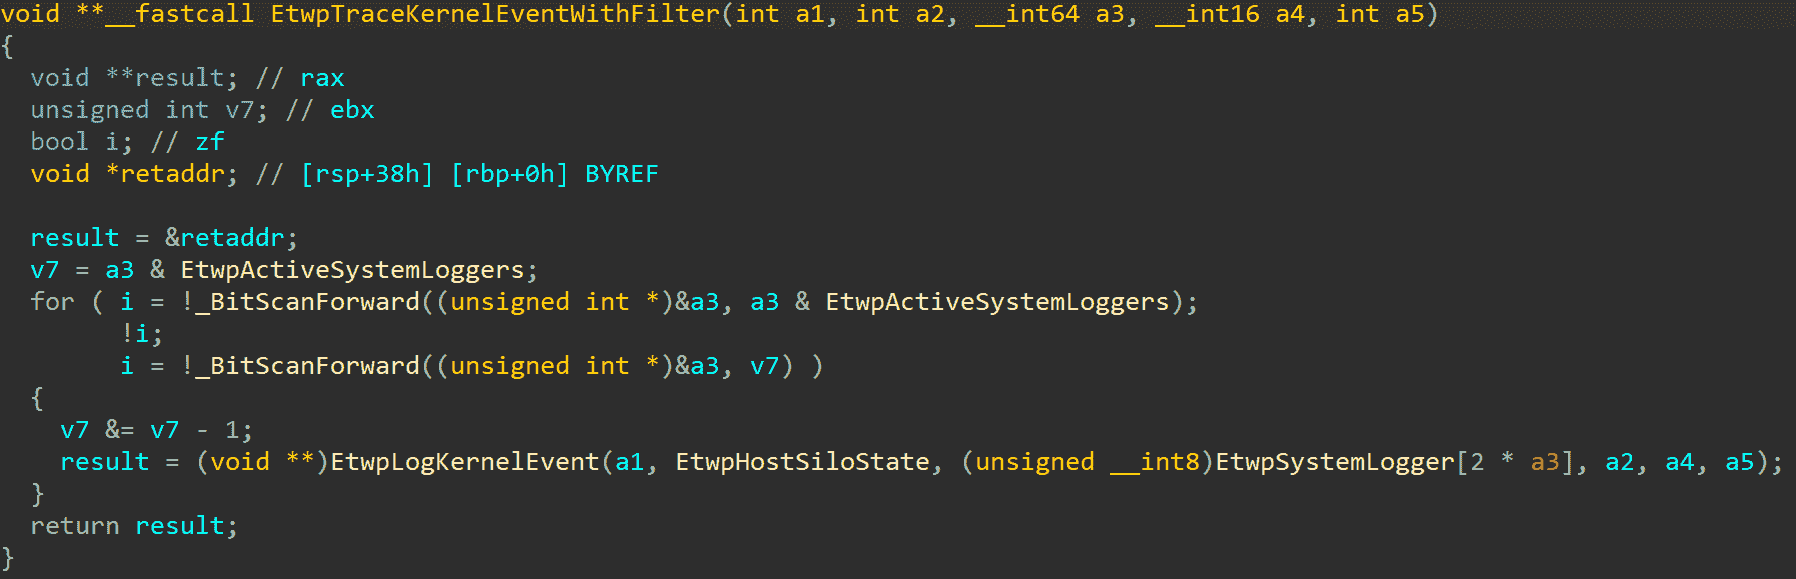 void **__fastcall EtwpTraceKernelEventWithFilter(int a1, int a2, __int64 a3, __int16 a4, int a5)
{
  void **result; // rax
  unsigned int v7; // ebx
  bool i; // zf
  void *retaddr; // [rsp+38h] [rbp+0h] BYREF

  result = &retaddr;
  v7 = a3 & EtwpActiveSystemLoggers;
  for ( i = !_BitScanForward((unsigned int *)&a3, a3 & EtwpActiveSystemLoggers);
        !i;
        i = !_BitScanForward((unsigned int *)&a3, v7) )
  {
    v7 &= v7 - 1;
    result = (void **)EtwpLogKernelEvent(a1, EtwpHostSiloState, (unsigned __int8)EtwpSystemLogger[2 * a3], a2, a4, a5);
  }
  return result;
}